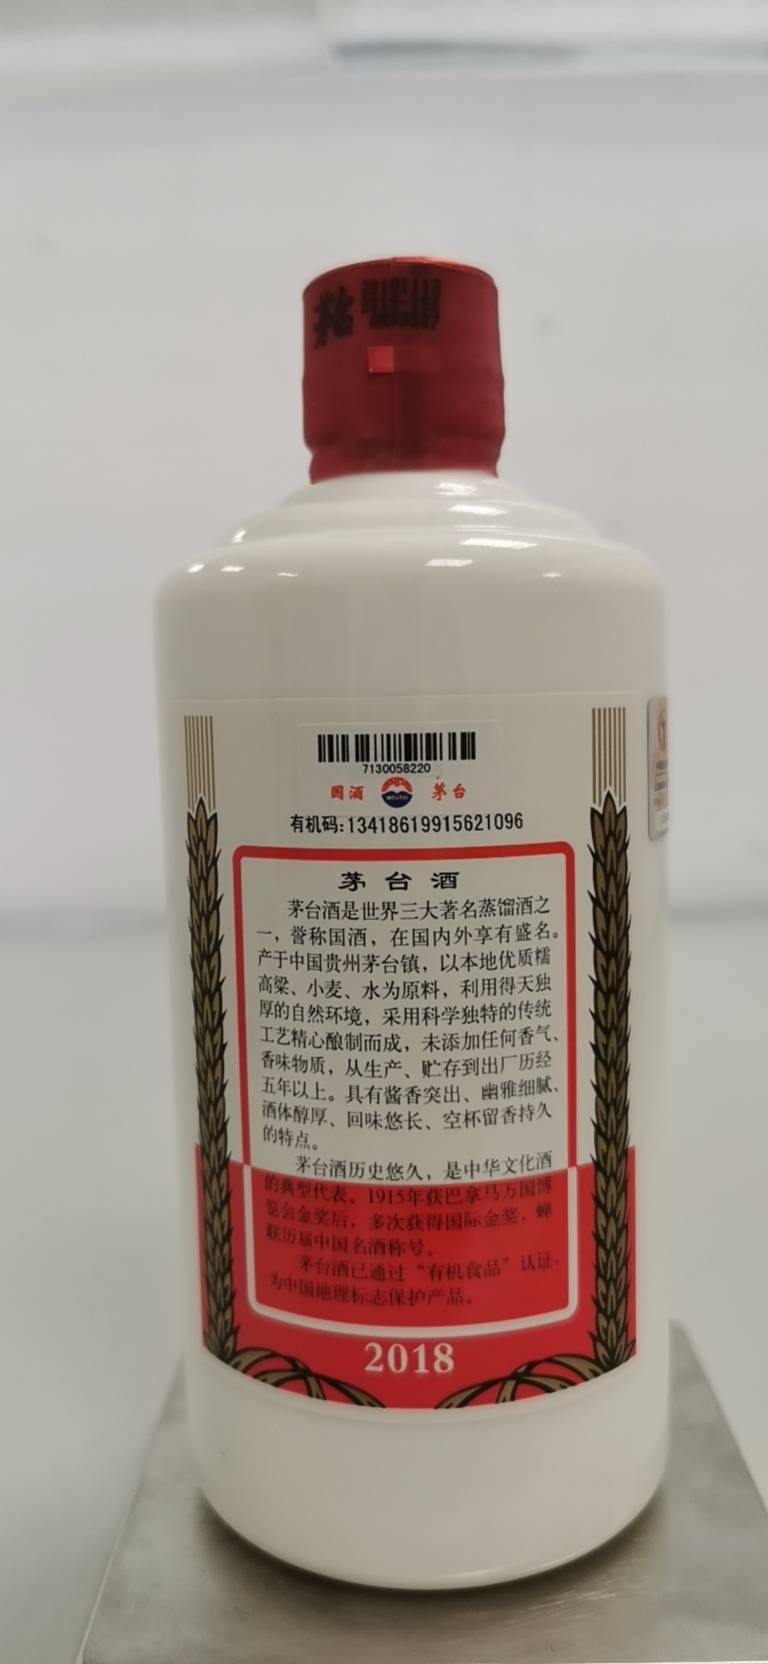 7130058220
国酒 茅台
MOUTAI
有机码:13418619915621096
茅台酒
茅台酒是世界三大著名蒸馏酒之
一，誉称国酒，在国内外享有盛名。
产于中国贵州茅台镇，以本地优质糯
高粱、小麦、水为原料，利用得天独
厚的自然环境，采用科学独特的传统
工艺精心酿制而成，未添加任何香气、
香味物质，从生产、贮存到出厂历经
五年以上。具有酱香突出、幽雅细腻、
酒体醇厚、回味悠长、空杯留香持久
的特点。
茅台酒历史悠久，是中华文化酒
的典型代表。1915年获巴拿马万国博
览会金奖后，多次获得国际金奖，蝉
联历届中国名酒称号。
茅台酒已通过“有机食品”认证，
为中国地理标志保护产品。
2018